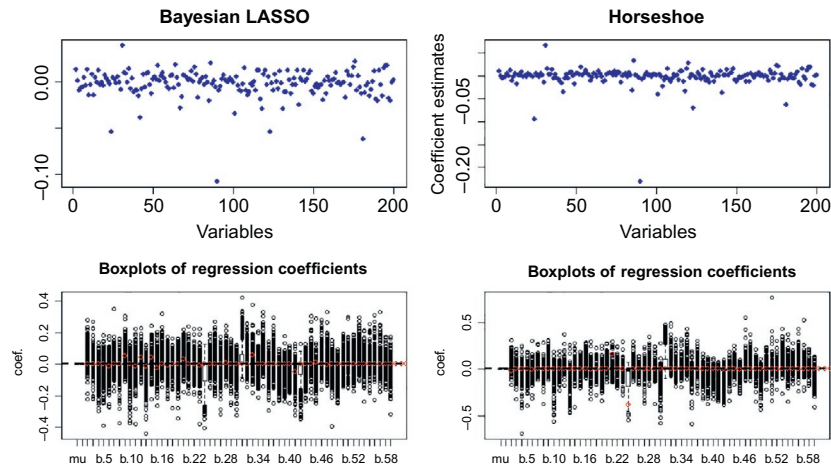 Bayesian LASSO
0.00
−0.10
0
50
100
150
200
Variables
Horseshoe
Coefficient estimates
−0.05
−0.20
0
50
100
150
200
Variables
Boxplots of regression coefficients
coef.
0.4
0.2
0.0
−0.2
−0.4
mu b.5 b.10 b.16 b.22 b.28 b.34 b.40 b.46 b.52 b.58
Boxplots of regression coefficients
coef.
0.5
0.0
−0.5
mu b.5 b.10 b.16 b.22 b.28 b.34 b.40 b.46 b.52 b.58